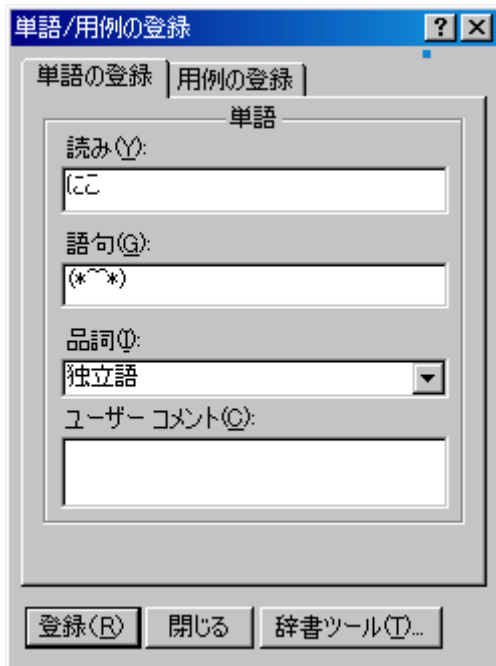 単語/用例の登録
単語の登録 用例の登録
単語
読み(Y):
にこ
語句(G):
(*^^*)
品詞(I):
独立語
ユーザー コメント(C):
登録(R) 閉じる 辞書ツール(T)...